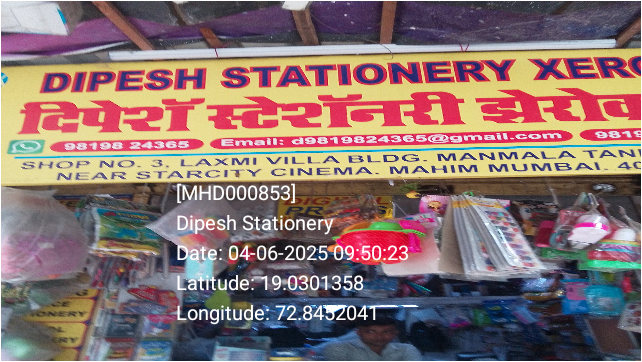 DIPESH STATIONERY XERO
दिपेश स्टेशनरी झेरोक
98198 24365 Email: d9819824365@gmail.com 9819
SHOP NO. 3, LAXMI VILLA BLDG. MANMALA TAN
NEAR STARCITY CINEMA. MAHIM MUMBAI. 40
[MHD000853]
Dipesh Stationery
Date: 04-06-2025 09:50:23
Latitude: 19.0301358
Longitude: 72.8452041